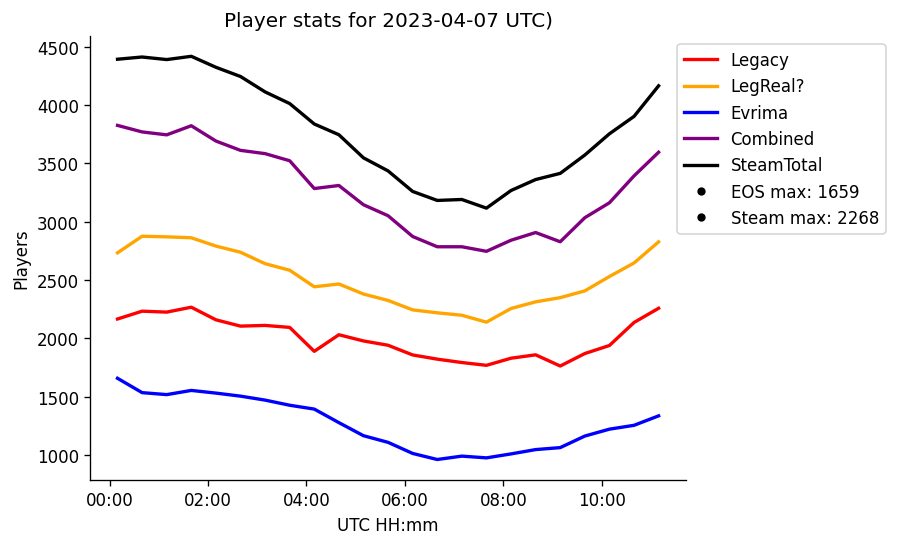 Player stats for 2023-04-07 UTC)
4500
4000
3500
3000
2500
2000
1500
1000
Players
00:00 02:00 04:00 06:00 08:00 10:00
UTC HH:mm
Legacy
LegReal?
Evrima
Combined
SteamTotal
EOS max: 1659
Steam max: 2268